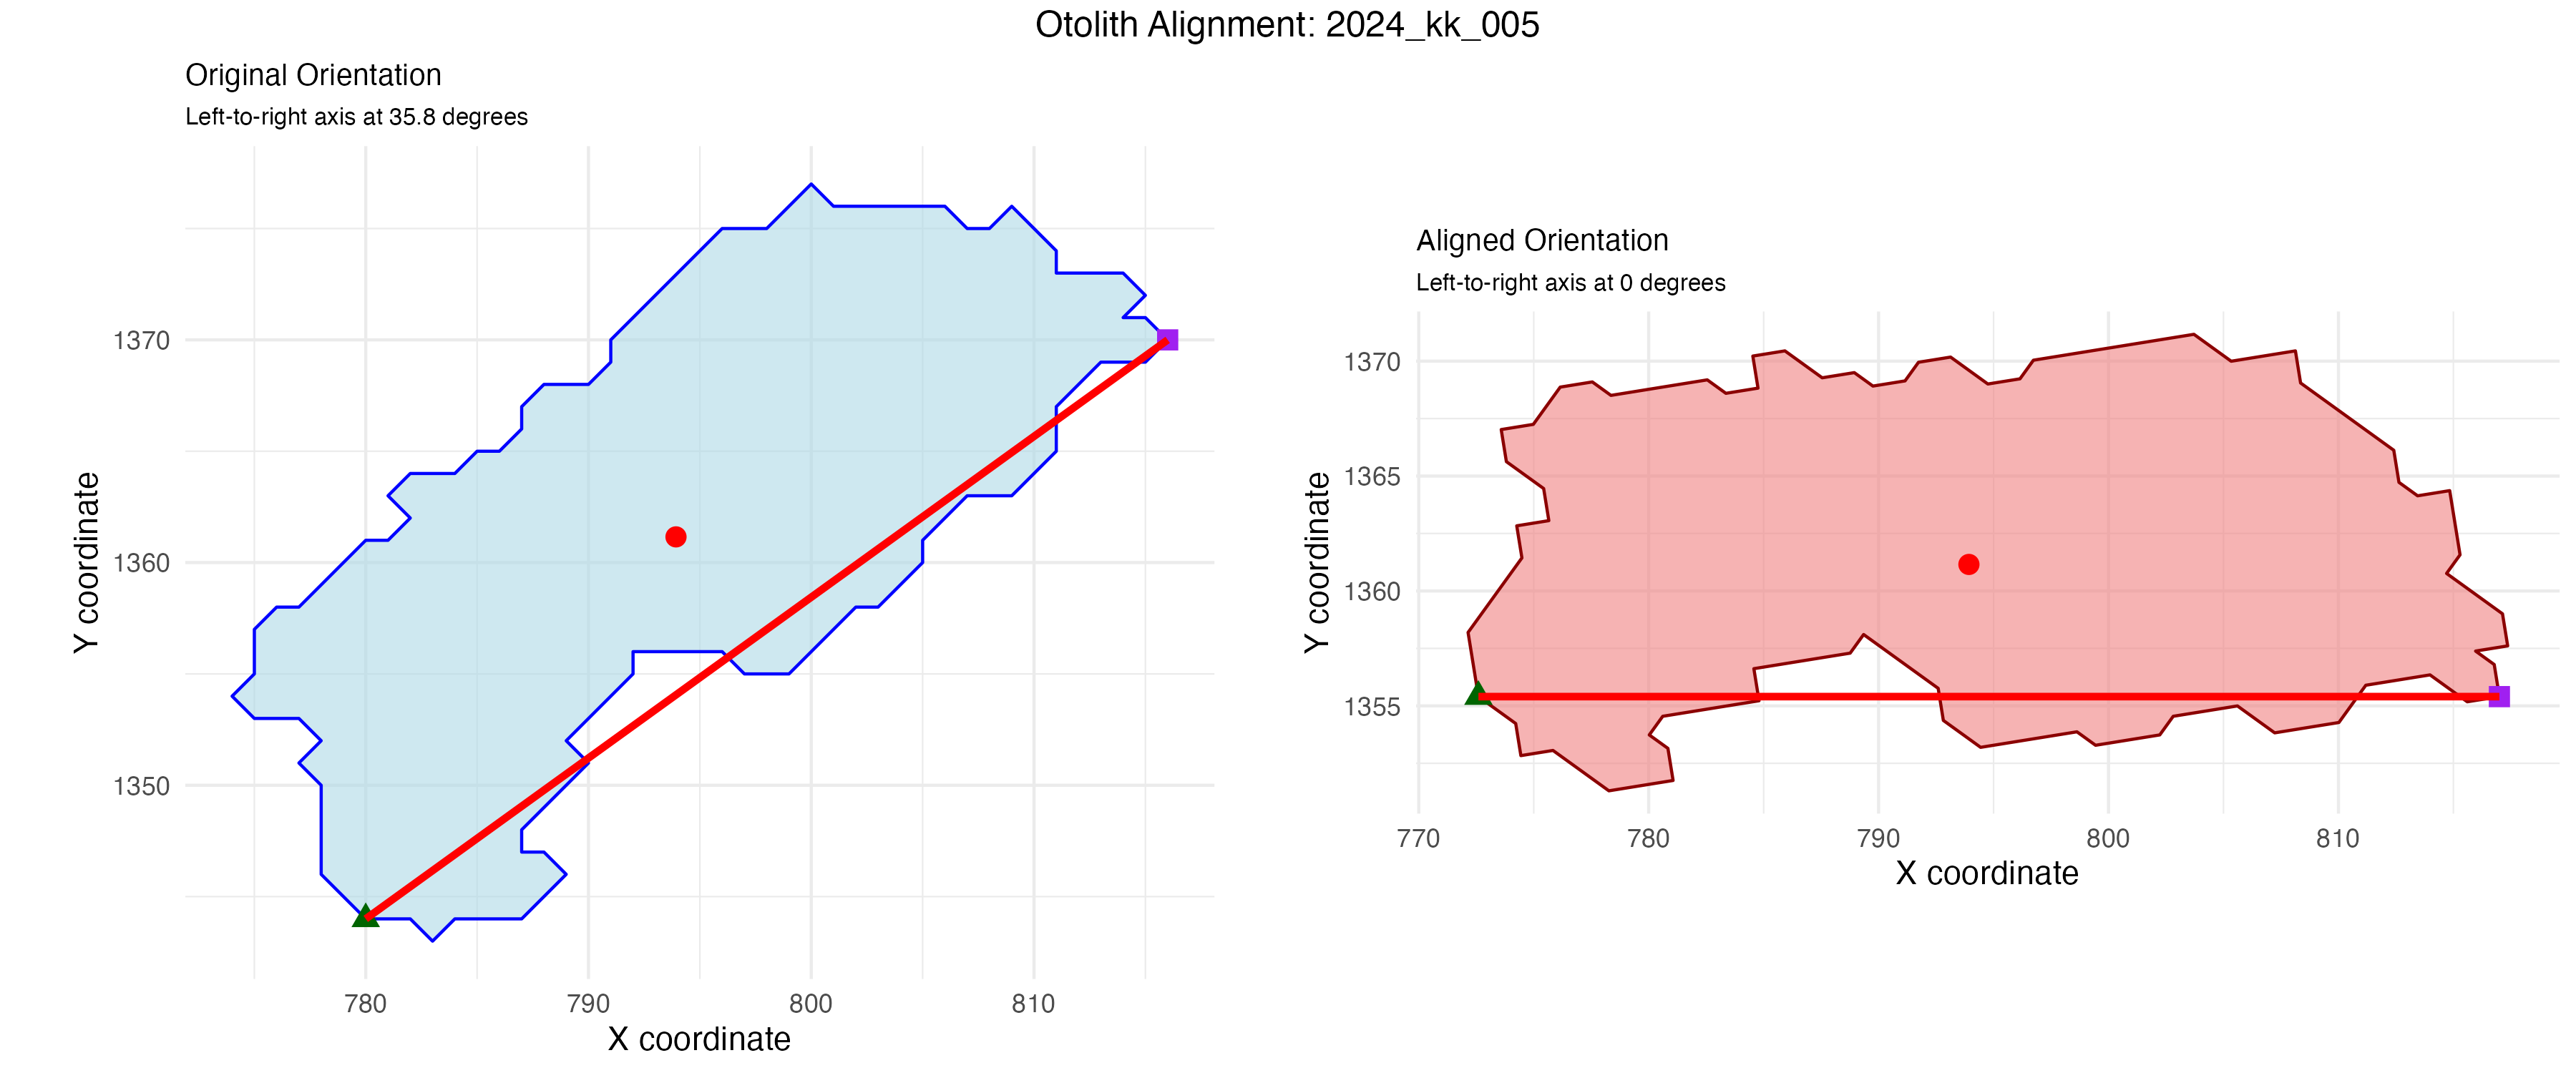 Otolith Alignment: 2024_kk_005
Original Orientation
Left-to-right axis at 35.8 degrees
1370
1360
1350
Y coordinate
780 790 800 810
X coordinate
Aligned Orientation
Left-to-right axis at 0 degrees
1370
1365
1360
1355
Y coordinate
770 780 790 800 810
X coordinate